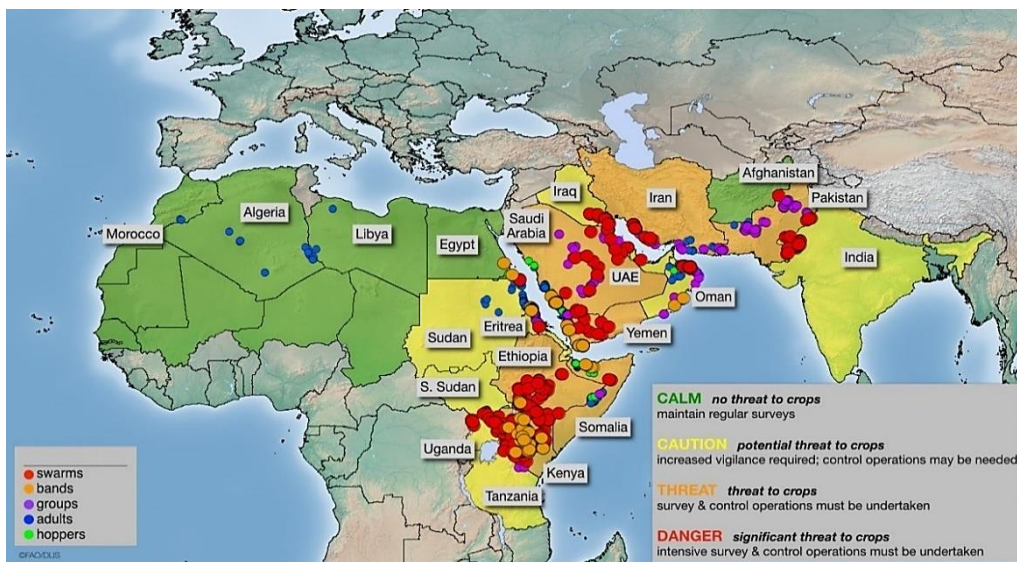 Afghanistan
Iraq
Iran
Pakistan
Algeria
Saudi
Arabia
Morocco
Libya
Egypt
India
UAE
Oman
Eritrea
Sudan
Yemen
Ethiopia
S. Sudan
Somalia
Uganda
Kenya
Tanzania
swarms
bands
groups
adults
hoppers
©FAO/DLIS
CALM no threat to crops
maintain regular surveys
CAUTION potential threat to crops
increased vigilance required; control operations may be needed
THREAT threat to crops
survey & control operations must be undertaken
DANGER significant threat to crops
intensive survey & control operations must be undertaken